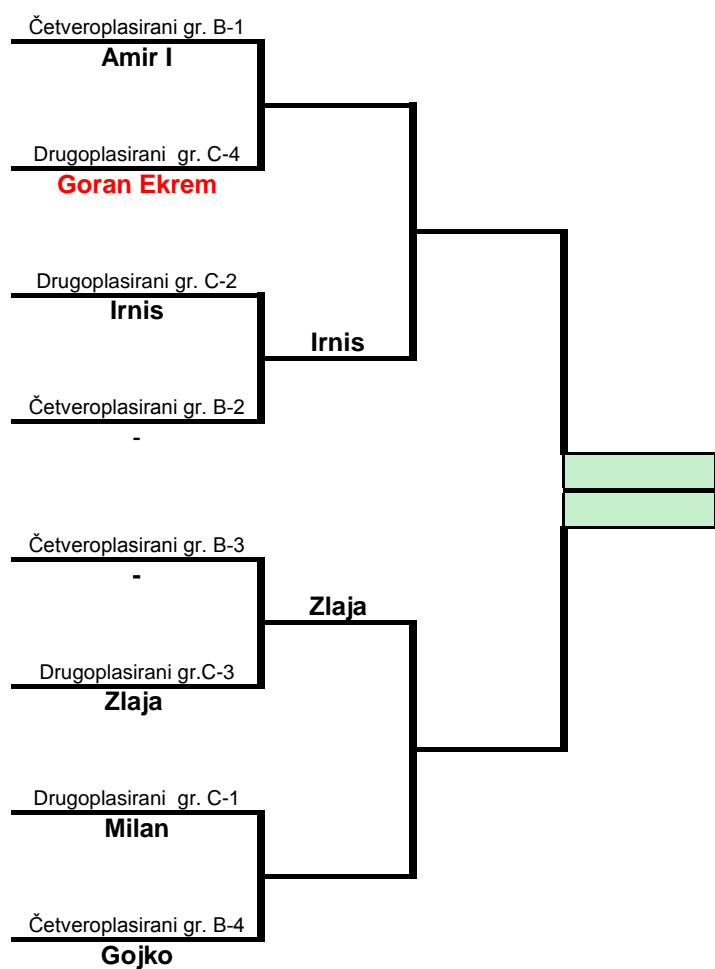 Četveroplasirani gr. B-1
Amir I
Drugoplasirani  gr. C-4
Goran Ekrem
Drugoplasirani gr. C-2
Irnis
Irnis
Četveroplasirani gr. B-2
-
Četveroplasirani gr. B-3
-
Zlaja
Drugoplasirani gr.C-3
Zlaja
Drugoplasirani  gr. C-1
Milan
Četveroplasirani gr. B-4
Gojko